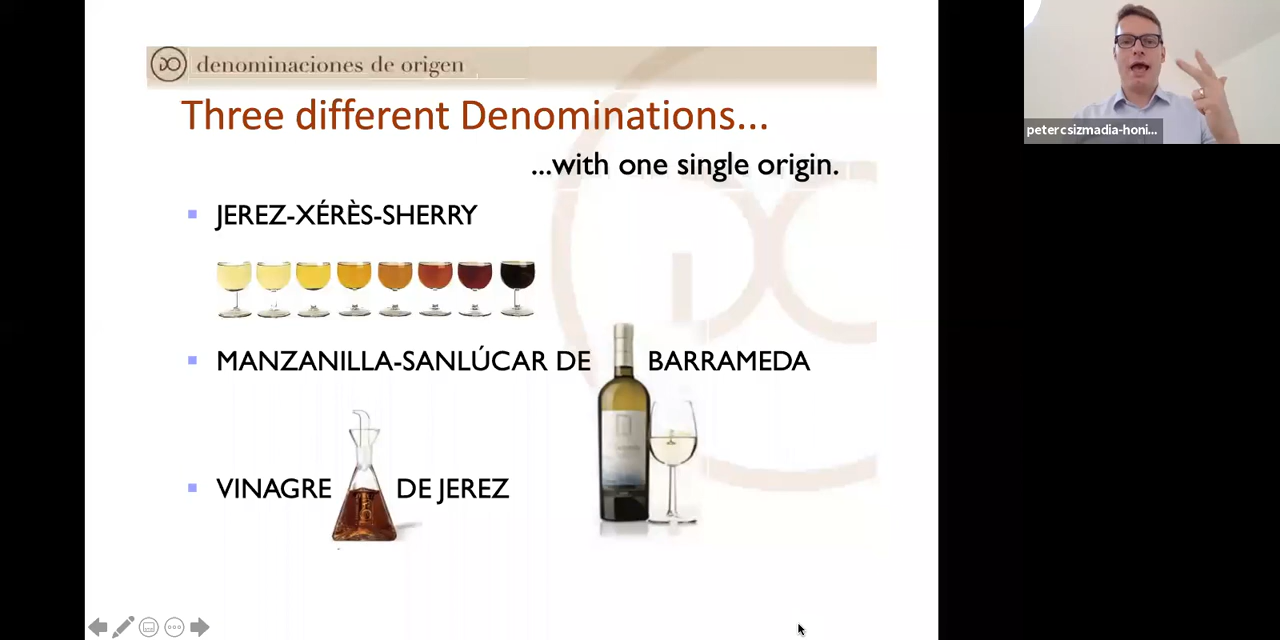 denominaciones de origen
Three different Denominations...
...with one single origin.
JEREZ-XÉRÈS-SHERRY
MANZANILLA-SANLÚCAR DE BARRAMEDA
VINAGRE DE JEREZ
petercsizmadia-honi...